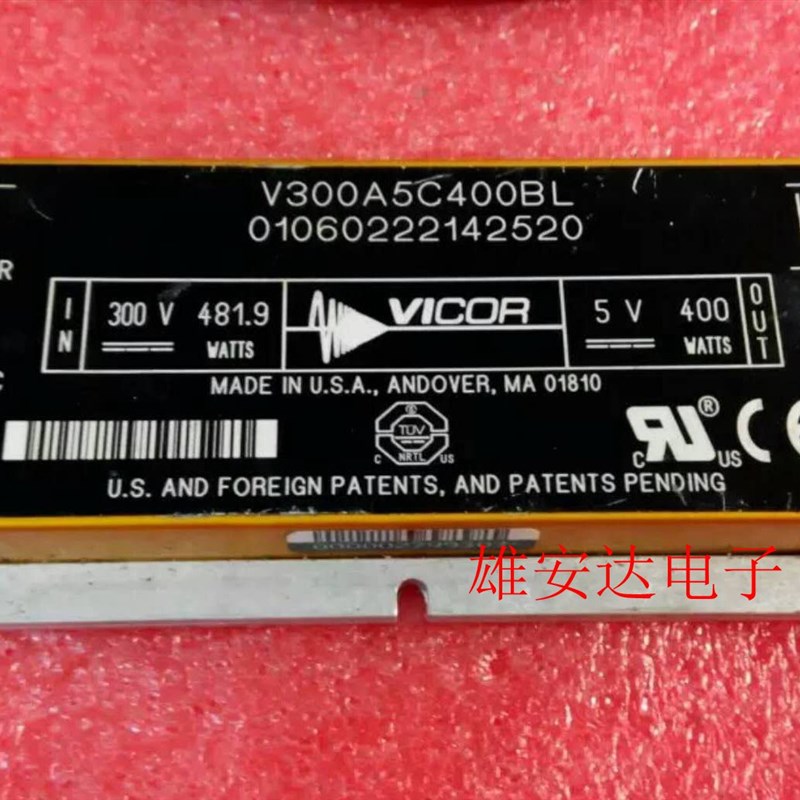 V300A5C400BL
01060222142520
R
IN 300 V 481.9 WATTS VICOR 5 V 400 WATTS OUT
C
MADE IN U.S.A., ANDOVER, MA 01810
TÜV
C NRTL US
C RU ® US CE
U.S. AND FOREIGN PATENTS, AND PATENTS PENDING
雄安达电子